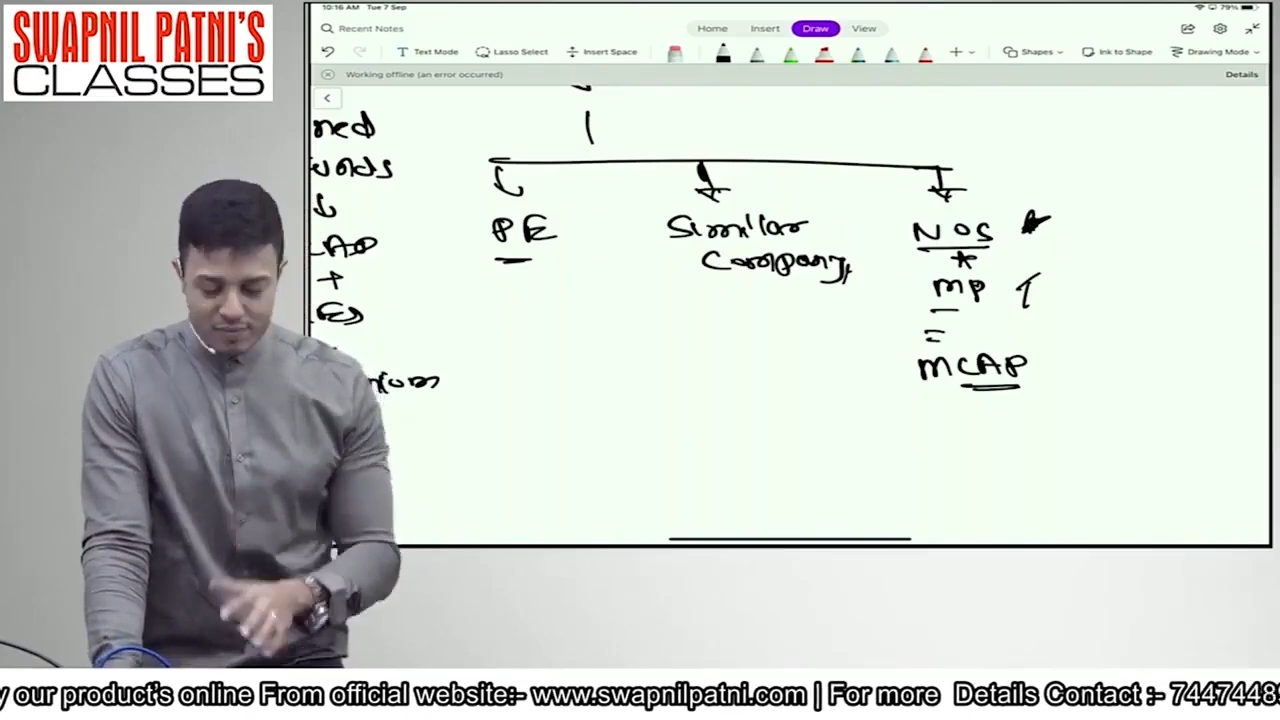 SWAPNIL PATNI'S
CLASSES
10:16 AM Tue 7 Sep
79%
Recent Notes
Home Insert Draw View
Text Mode Lasso Select Insert Space Shapes Ink to Shape Drawing Mode
Working offline (an error occurred) Details
PE
Similar
Company
NOS
*
MP
=
MCAP
+
y our product's online From official website:- www.swapnilpatni.com | For more Details Contact :- 7447448